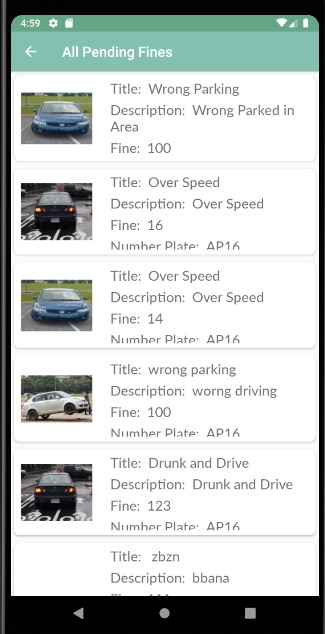 4:59
All Pending Fines
Title: Wrong Parking
Description: Wrong Parked in
Area
Fine: 100
Title: Over Speed
Description: Over Speed
Fine: 16
Number Plate: AP16
Title: Over Speed
Description: Over Speed
Fine: 14
Number Plate: AP16
Title: wrong parking
Description: worng driving
Fine: 100
Number Plate: AP16
Title: Drunk and Drive
Description: Drunk and Drive
Fine: 123
Number Plate: AP16
Title: zbzn
Description: bbana